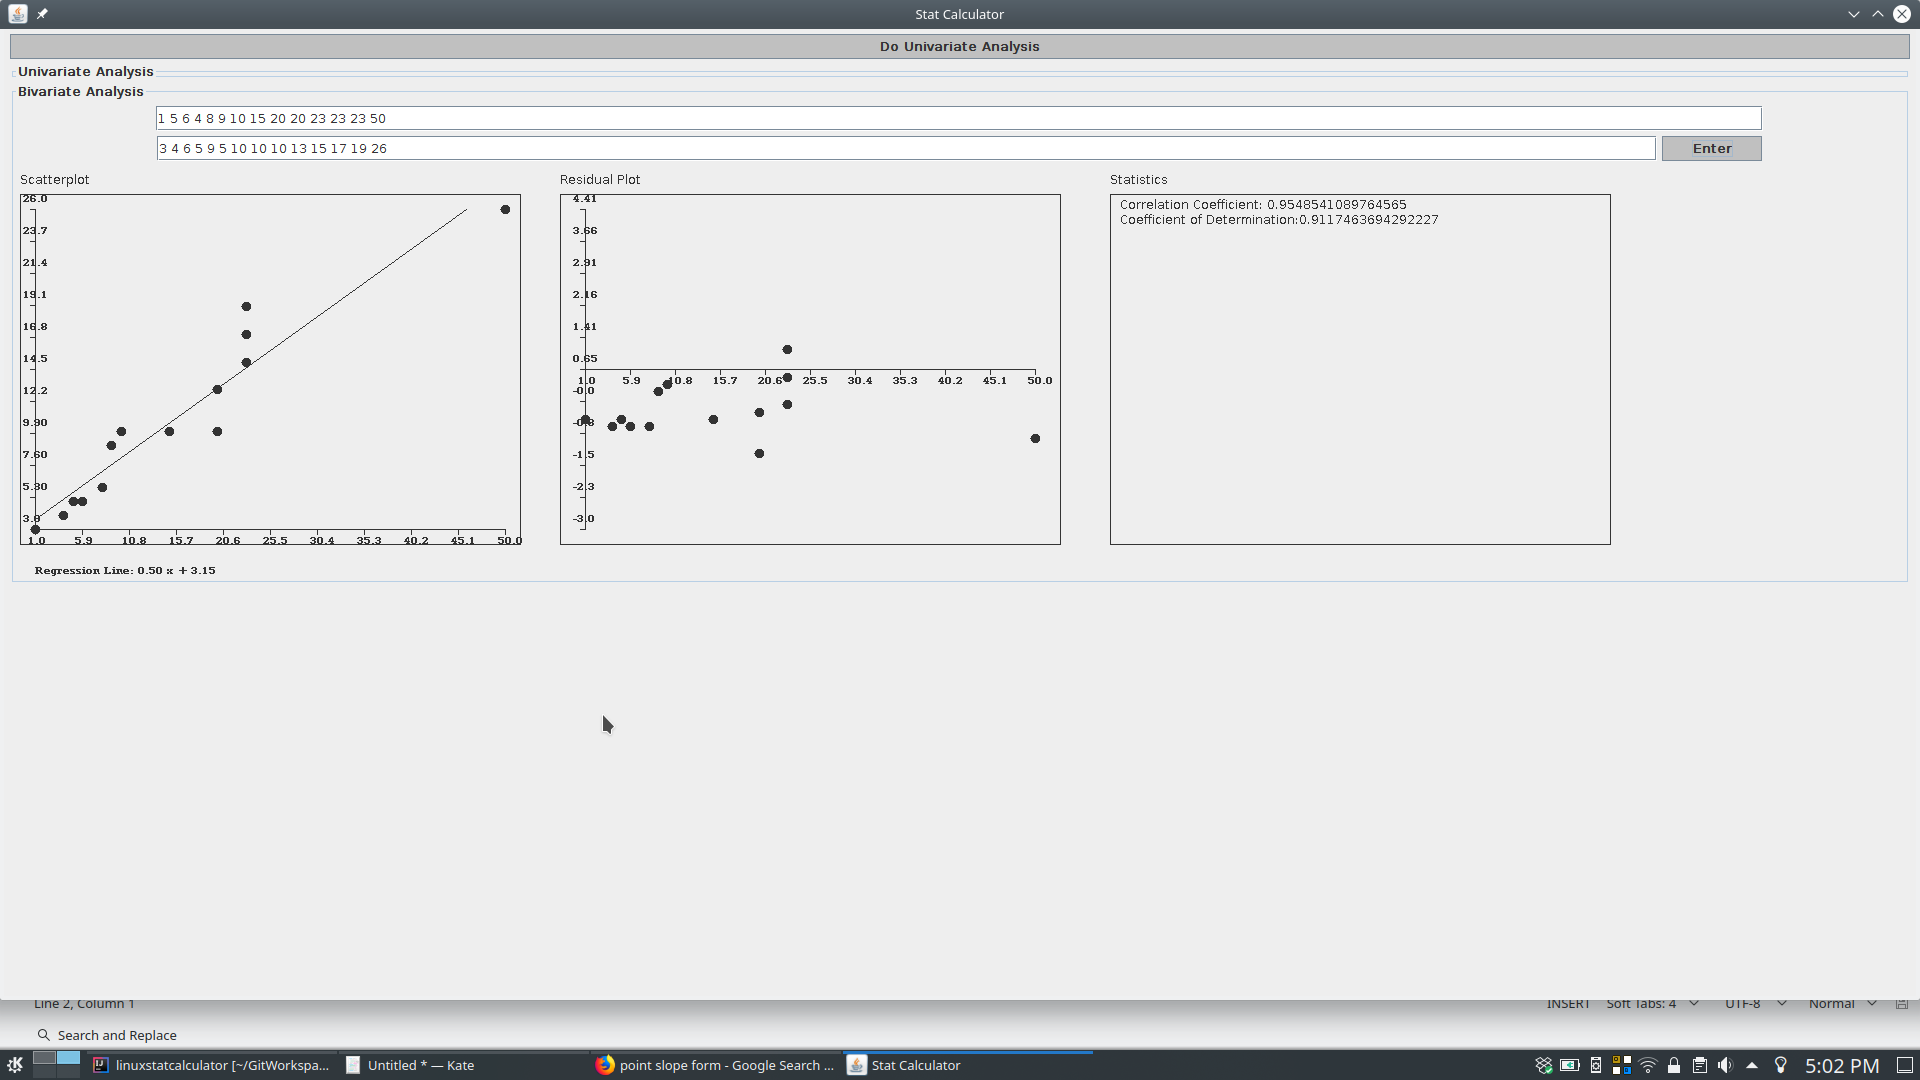 Stat Calculator
Do Univariate Analysis
Univariate Analysis
Bivariate Analysis
1 5 6 4 8 9 10 15 20 20 23 23 23 50
3 4 6 5 9 5 10 10 10 13 15 17 19 26
Enter
Scatterplot
26.0
23.7
21.4
19.1
16.8
14.5
12.2
9.90
7.60
5.30
3.0
1.0 5.9 10.8 15.7 20.6 25.5 30.4 35.3 40.2 45.1 50.0
Regression Line: 0.50 x + 3.15
Residual Plot
4.41
3.66
2.91
2.16
1.41
0.65
1.0 5.9 10.8 15.7 20.6 25.5 30.4 35.3 40.2 45.1 50.0
-0.0
-0.8
-1.5
-2.3
-3.0
Statistics
Correlation Coefficient: 0.9548541089764565
Coefficient of Determination:0.9117463694292227
Line 2, Column 1
INSERT Soft Tabs: 4 UTF-8 Normal
Search and Replace
linuxstatcalculator [~/GitWorkspa... Untitled * — Kate point slope form - Google Search ... Stat Calculator 5:02 PM